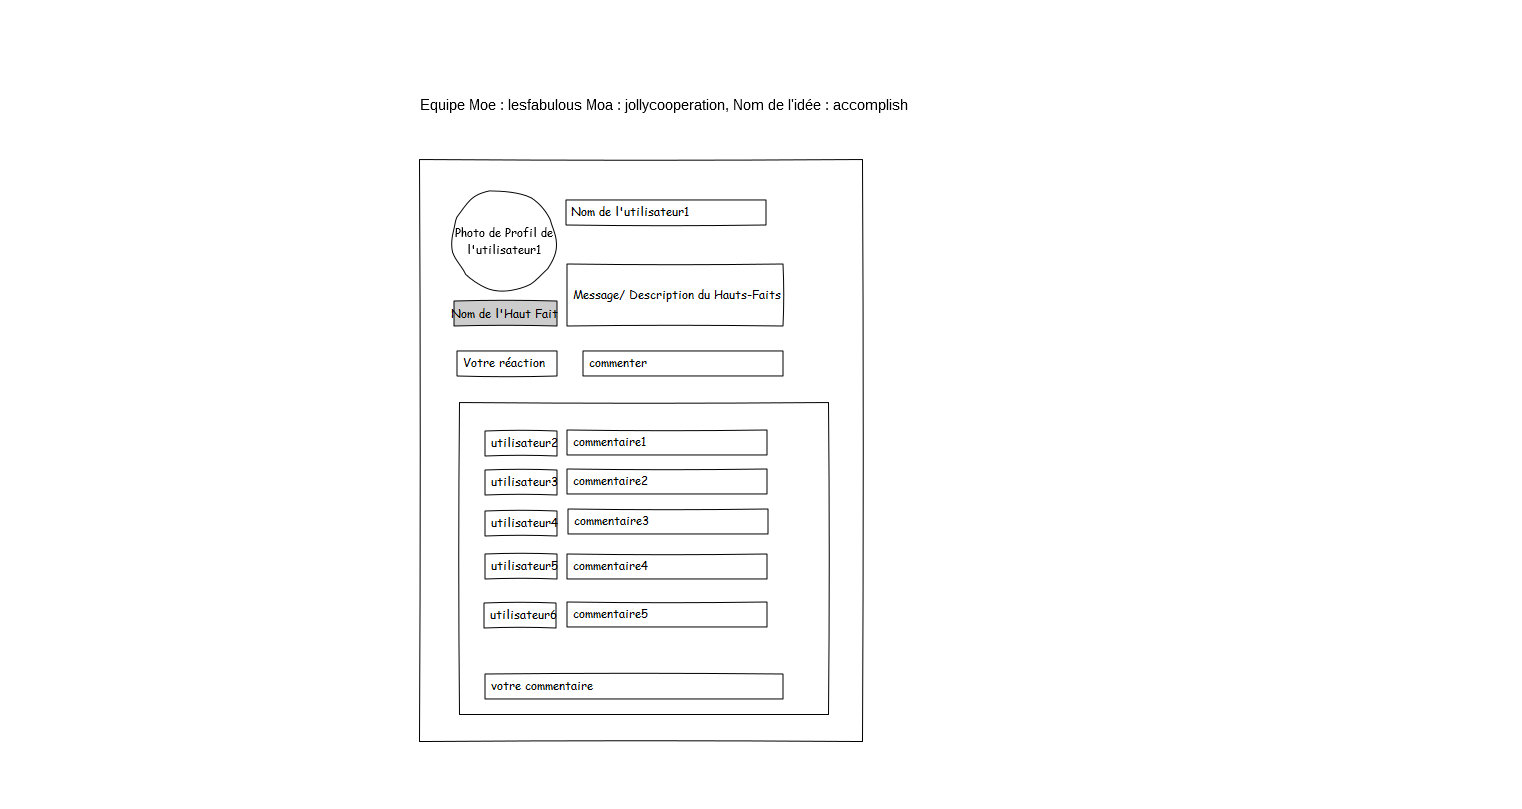 Equipe Moe : lesfabulous Moa : jollycooperation, Nom de l'idée : accomplish
Photo de Profil de
l'utilisateur1
Nom de l'utilisateur1
Message/ Description du Hauts-Faits
Nom de l'Haut Fait
Votre réaction
commenter
utilisateur2
commentaire1
utilisateur3
commentaire2
utilisateur4
commentaire3
utilisateur5
commentaire4
utilisateur6
commentaire5
votre commentaire